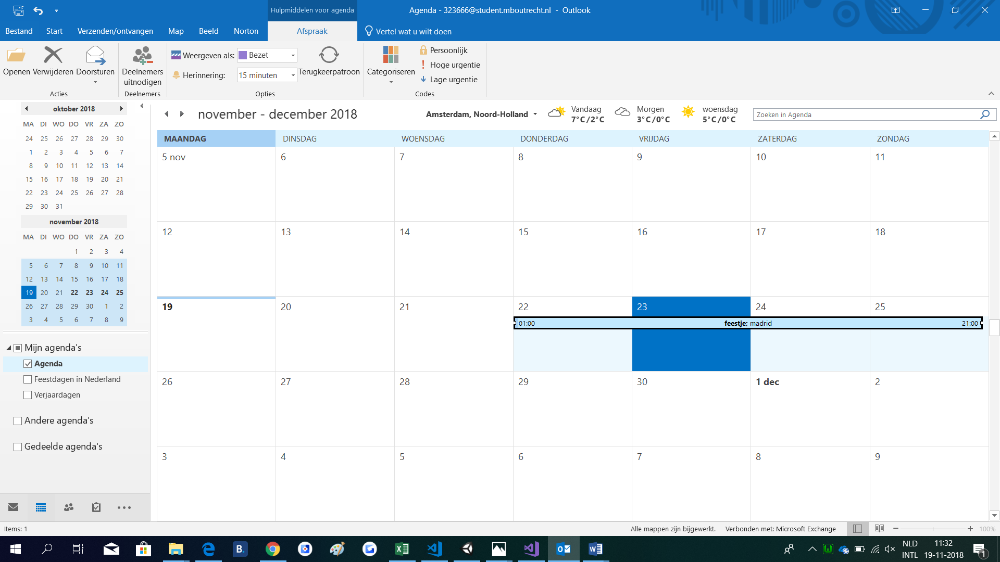 Hulpmiddelen voor agenda
Agenda - 323666@student.mboutrecht.nl - Outlook
Bestand Start Verzenden/ontvangen Map Beeld Norton Afspraak Vertel wat u wilt doen
Openen Verwijderen Doorsturen
Deelnemers uitnodigen
Weergeven als: Bezet
Herinnering: 15 minuten
Terugkeerpatroon
Categoriseren
Persoonlijk
Hoge urgentie
Lage urgentie
Acties Deelnemers Opties Codes
oktober 2018
MA DI WO DO VR ZA ZO
24 25 26 27 28 29 30
1 2 3 4 5 6 7
8 9 10 11 12 13 14
15 16 17 18 19 20 21
22 23 24 25 26 27 28
29 30 31
november 2018
MA DI WO DO VR ZA ZO
1 2 3 4
5 6 7 8 9 10 11
12 13 14 15 16 17 18
19 20 21 22 23 24 25
26 27 28 29 30 1 2
3 4 5 6 7 8 9
Mijn agenda's
Agenda
Feestdagen in Nederland
Verjaardagen
Andere agenda's
Gedeelde agenda's
november - december 2018
Amsterdam, Noord-Holland
Vandaag
7°C/2°C
Morgen
3°C/0°C
woensdag
5°C/0°C
Zoeken in Agenda
MAANDAG DINSDAG WOENSDAG DONDERDAG VRIJDAG ZATERDAG ZONDAG
5 nov 6 7 8 9 10 11
12 13 14 15 16 17 18
19 20 21 22 23 24 25
01:00 feestje; madrid 21:00
26 27 28 29 30 1 dec 2
3 4 5 6 7 8 9
Items: 1
Alle mappen zijn bijgewerkt. Verbonden met: Microsoft Exchange
100%
B.
NLD
INTL
11:32
19-11-2018
1